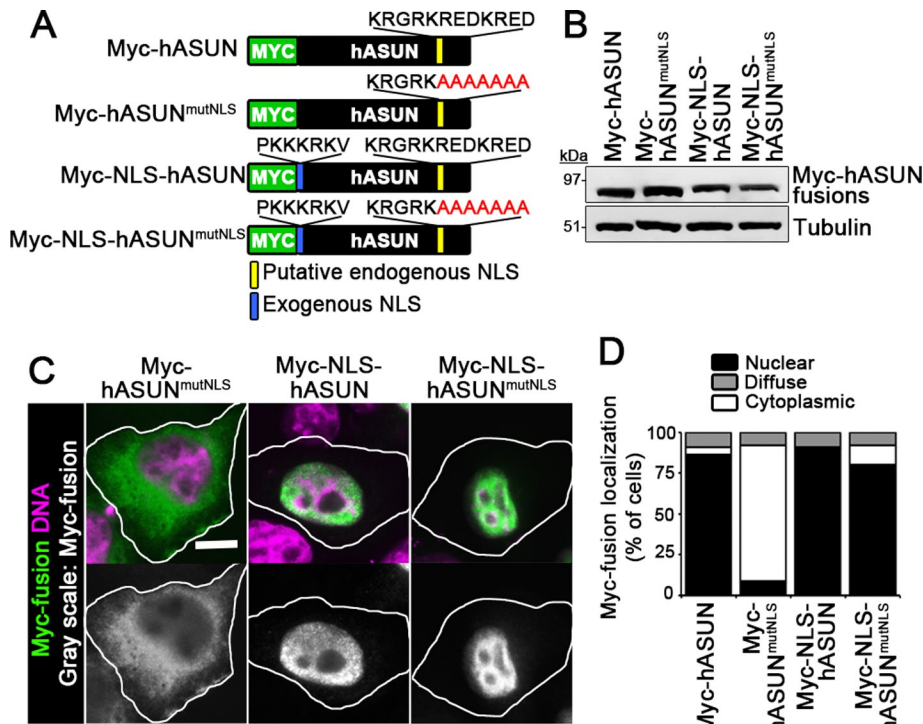 A
KRGRKREDKRED
Myc-hASUN
MYC
hASUN
KRGRKAAAAAAA
Myc-hASUNmutNLS
MYC
hASUN
PKKKRKV
KRGRKREDKRED
Myc-NLS-hASUN
MYC
hASUN
PKKKRKV
KRGRKAAAAAAA
Myc-NLS-hASUNmutNLS
MYC
hASUN
Putative endogenous NLS
Exogenous NLS
B
Myc-hASUN
Myc-
hASUNmutNLS
Myc-NLS-
hASUN
Myc-NLS-
hASUNmutNLS
kDa
97
51
Myc-hASUN
fusions
Tubulin
C
Myc-
hASUNmutNLS
Myc-NLS-
hASUN
Myc-NLS-
hASUNmutNLS
Myc-fusion DNA
Gray scale: Myc-fusion
D
Nuclear
Diffuse
Cytoplasmic
Myc-fusion localization
(% of cells)
100
75
50
25
0
Myc-hASUN
Myc-
hASUNmutNLS
Myc-NLS-
hASUN
Myc-NLS-
hASUNmutNLS